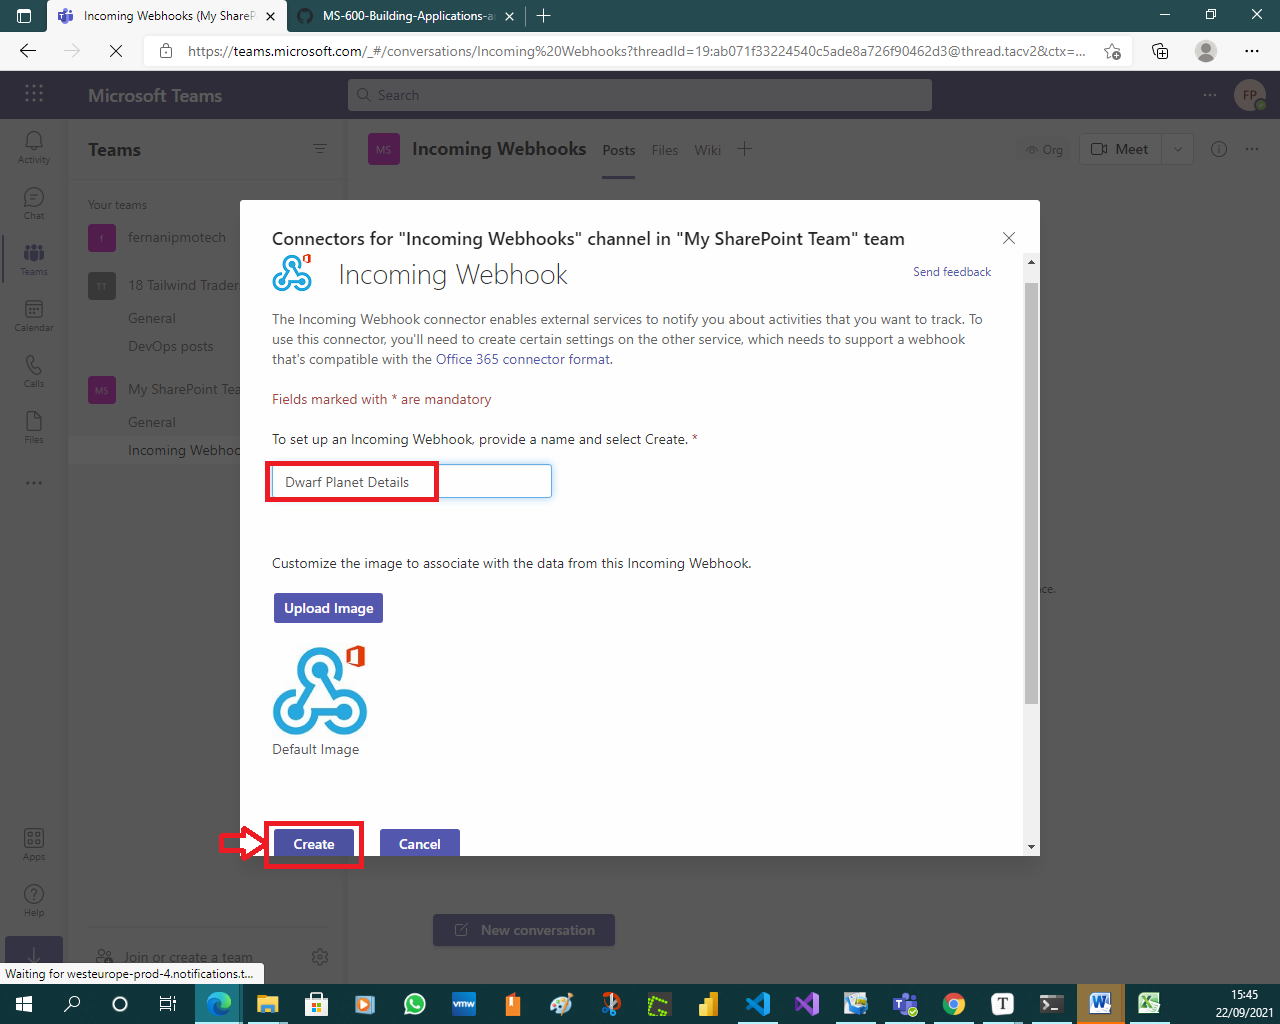 Incoming Webhooks (My ShareP
MS-600-Building-Applications-a
https://teams.microsoft.com/_#/conversations/Incoming%20Webhooks?threadId=19:ab071f33224540c5ade8a726f90462d3@thread.tacv2&ctx=...
Microsoft Teams
Search
FP
Activity
Chat
Teams
Calendar
Calls
Files
Apps
Help
Teams
Your teams
f
fernanipmotech
TT
18 Tailwind Trader
General
DevOps posts
MS
My SharePoint Tea
General
Incoming Webhoo
Join or create a team
MS
Incoming Webhooks
Posts
Files
Wiki
Org
Meet
Connectors for "Incoming Webhooks" channel in "My SharePoint Team" team
Incoming Webhook
Send feedback
The Incoming Webhook connector enables external services to notify you about activities that you want to track. To
use this connector, you'll need to create certain settings on the other service, which needs to support a webhook
that's compatible with the Office 365 connector format.
Fields marked with * are mandatory
To set up an Incoming Webhook, provide a name and select Create. *
Dwarf Planet Details
Customize the image to associate with the data from this Incoming Webhook.
Upload Image
Default Image
Create
Cancel
ce.
New conversation
Waiting for westeurope-prod-4.notifications.t...
vmw
T
15:45
22/09/2021